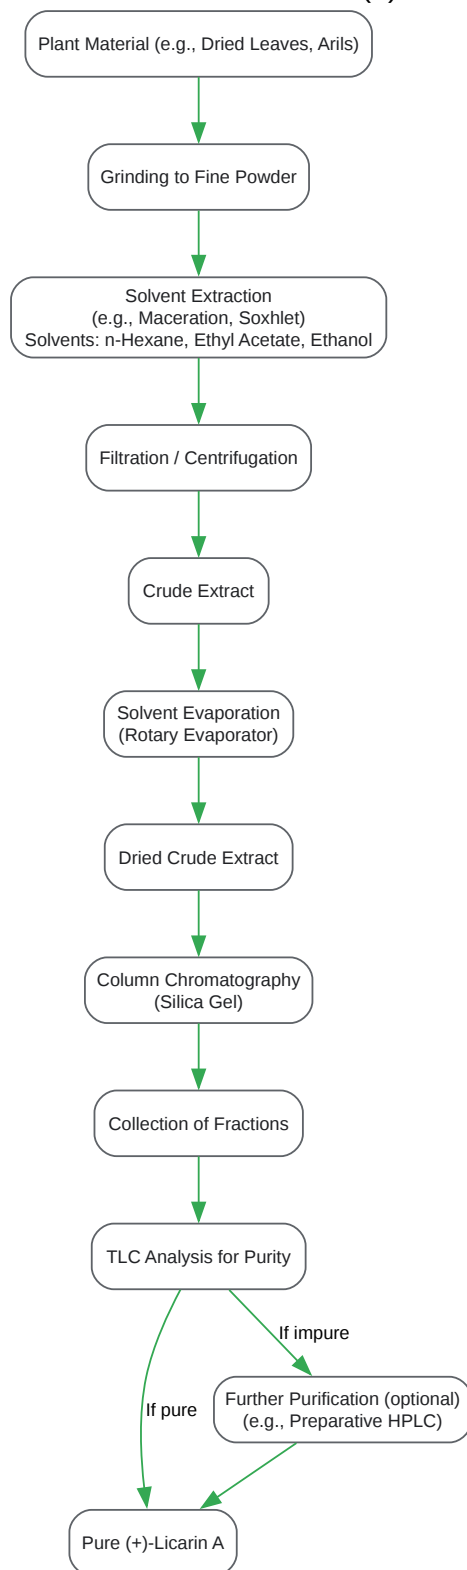 Plant Material (e.g., Dried Leaves, Arils)
Grinding to Fine Powder
Solvent Extraction
(e.g., Maceration, Soxhlet)
Solvents: n-Hexane, Ethyl Acetate, Ethanol
Filtration / Centrifugation
Crude Extract
Solvent Evaporation
(Rotary Evaporator)
Dried Crude Extract
Column Chromatography
(Silica Gel)
Collection of Fractions
TLC Analysis for Purity
If impure
Further Purification (optional)
(e.g., Preparative HPLC)
If pure
Pure (+)-Licarin A